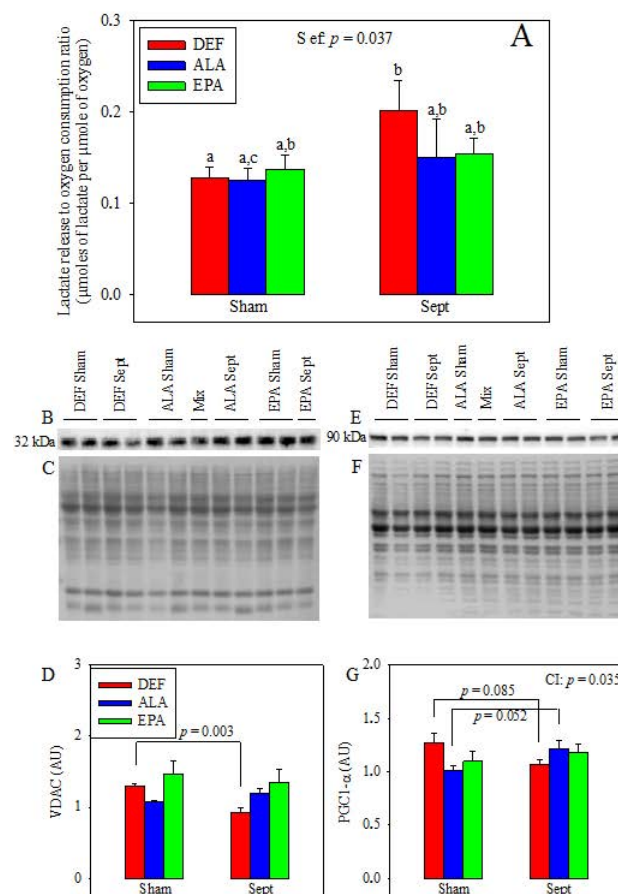 S ef: p = 0.037
A
DEF
ALA
EPA
Lactate release to oxygen consumption ratio
(µmoles of lactate per µmole of oxygen)
0.3
0.2
0.1
0.0
a
a,c
a,b
b
a,b
a,b
Sham
Sept
DEF Sham
DEF Sept
ALA Sham
Mix
ALA Sept
EPA Sham
EPA Sept
B
32 kDa
C
DEF Sham
DEF Sept
ALA Sham
Mix
ALA Sept
EPA Sham
EPA Sept
E
90 kDa
F
D
DEF
ALA
EPA
VDAC (AU)
3
2
1
0
p = 0.003
Sham
Sept
G
CI: p = 0.035
p = 0.085
p = 0.052
PGC1-α (AU)
2.0
1.5
1.0
0.5
0.0
Sham
Sept